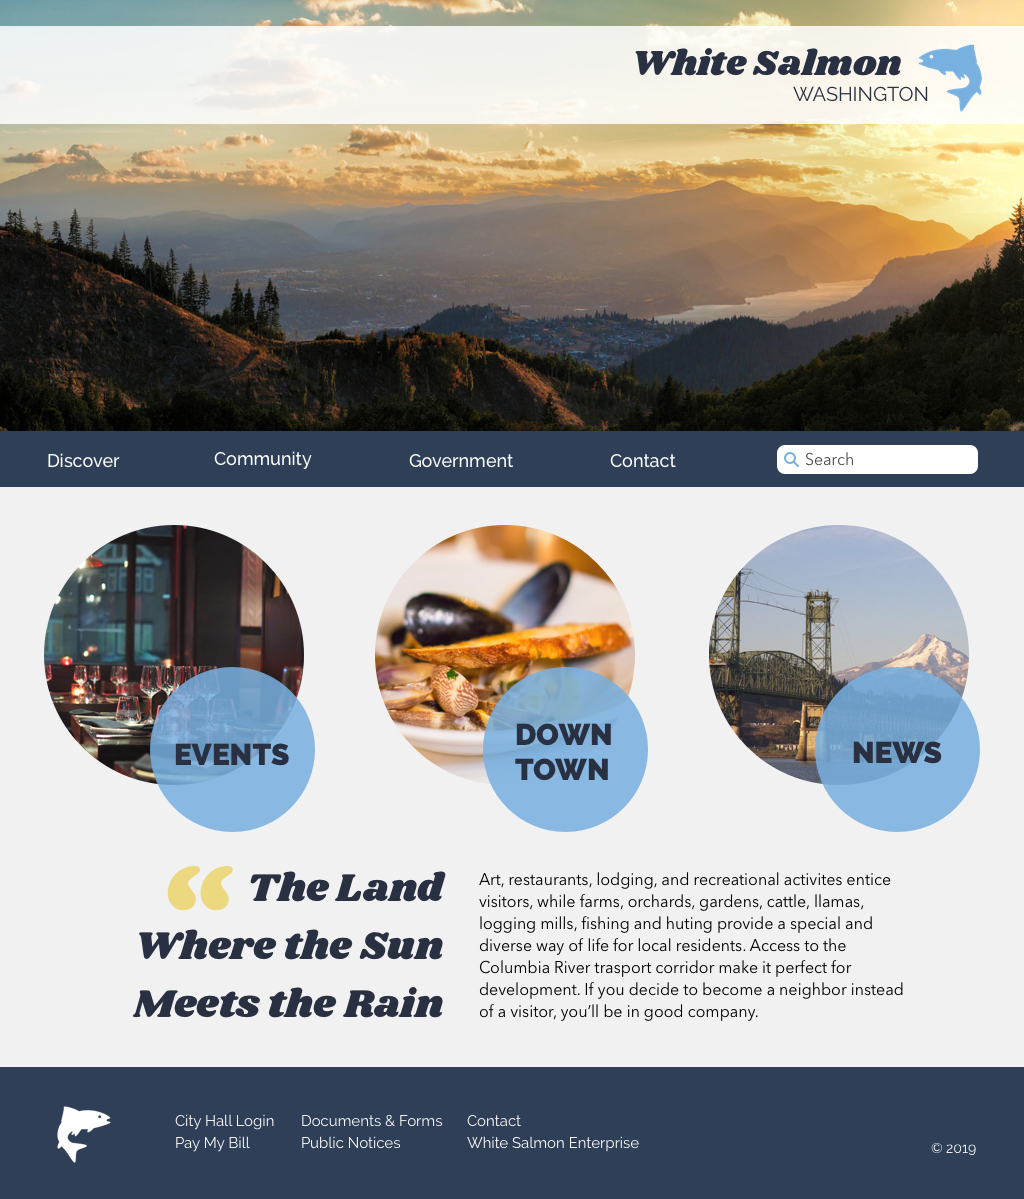 White Salmon
WASHINGTON
Discover
Community
Government
Contact
Search
EVENTS
DOWN
TOWN
NEWS
“ The Land
Where the Sun
Meets the Rain
Art, restaurants, lodging, and recreational activites entice
visitors, while farms, orchards, gardens, cattle, llamas,
logging mills, fishing and huting provide a special and
diverse way of life for local residents. Access to the
Columbia River trasport corridor make it perfect for
development. If you decide to become a neighbor instead
of a visitor, you’ll be in good company.
City Hall Login
Pay My Bill
Documents & Forms
Public Notices
Contact
White Salmon Enterprise
© 2019